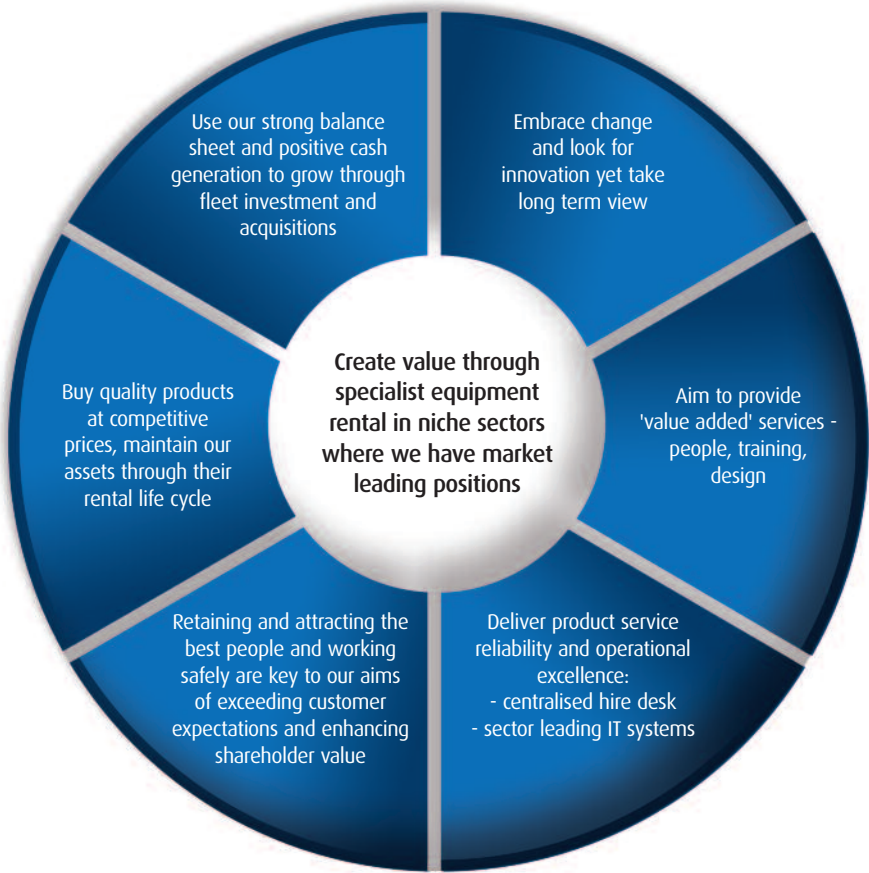 Use our strong balance
sheet and positive cash
generation to grow through
fleet investment and
acquisitions
Embrace change
and look for
innovation yet take
long term view
Aim to provide
'value added' services -
people, training,
design
Deliver product service
reliability and operational
excellence:
- centralised hire desk
- sector leading IT systems
Retaining and attracting the
best people and working
safely are key to our aims
of exceeding customer
expectations and enhancing
shareholder value
Buy quality products
at competitive
prices, maintain our
assets through their
rental life cycle
Create value through
specialist equipment
rental in niche sectors
where we have market
leading positions